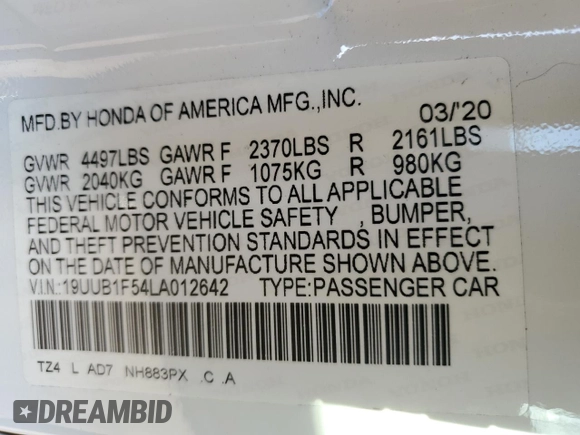 MFD.BY HONDA OF AMERICA MFG.,INC. 03/'20
GVWR 4497LBS GAWR F 2370LBS R 2161LBS
GVWR 2040KG GAWR F 1075KG R 980KG
THIS VEHICLE CONFORMS TO ALL APPLICABLE
FEDERAL MOTOR VEHICLE SAFETY , BUMPER,
AND THEFT PREVENTION STANDARDS IN EFFECT
ON THE DATE OF MANUFACTURE SHOWN ABOVE.
V.I.N.:19UUB1F54LA012642 TYPE:PASSENGER CAR
TZ4 L AD7 NH883PX .C .A
DREAMBID